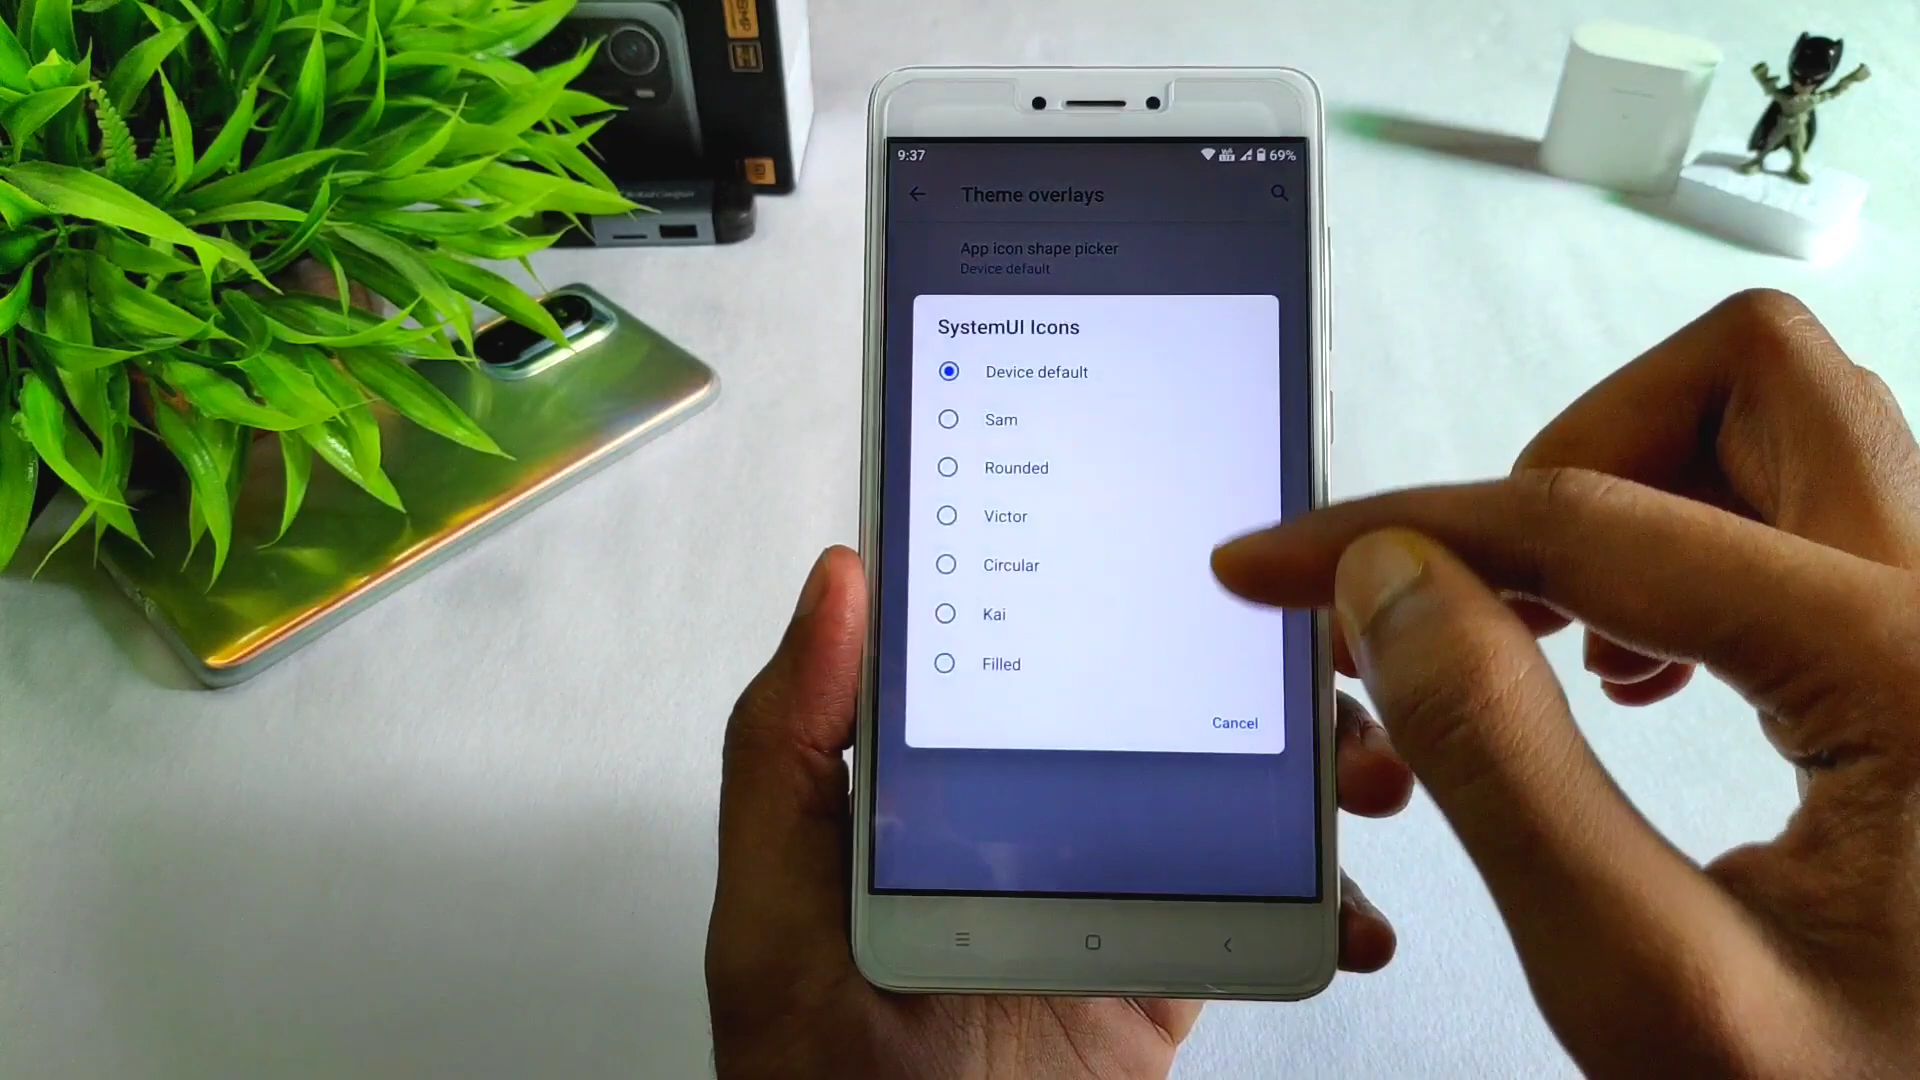 9:37
69%
Theme overlays
App icon shape picker
Device default
SystemUI Icons
Device default
Sam
Rounded
Victor
Circular
Kai
Filled
Cancel